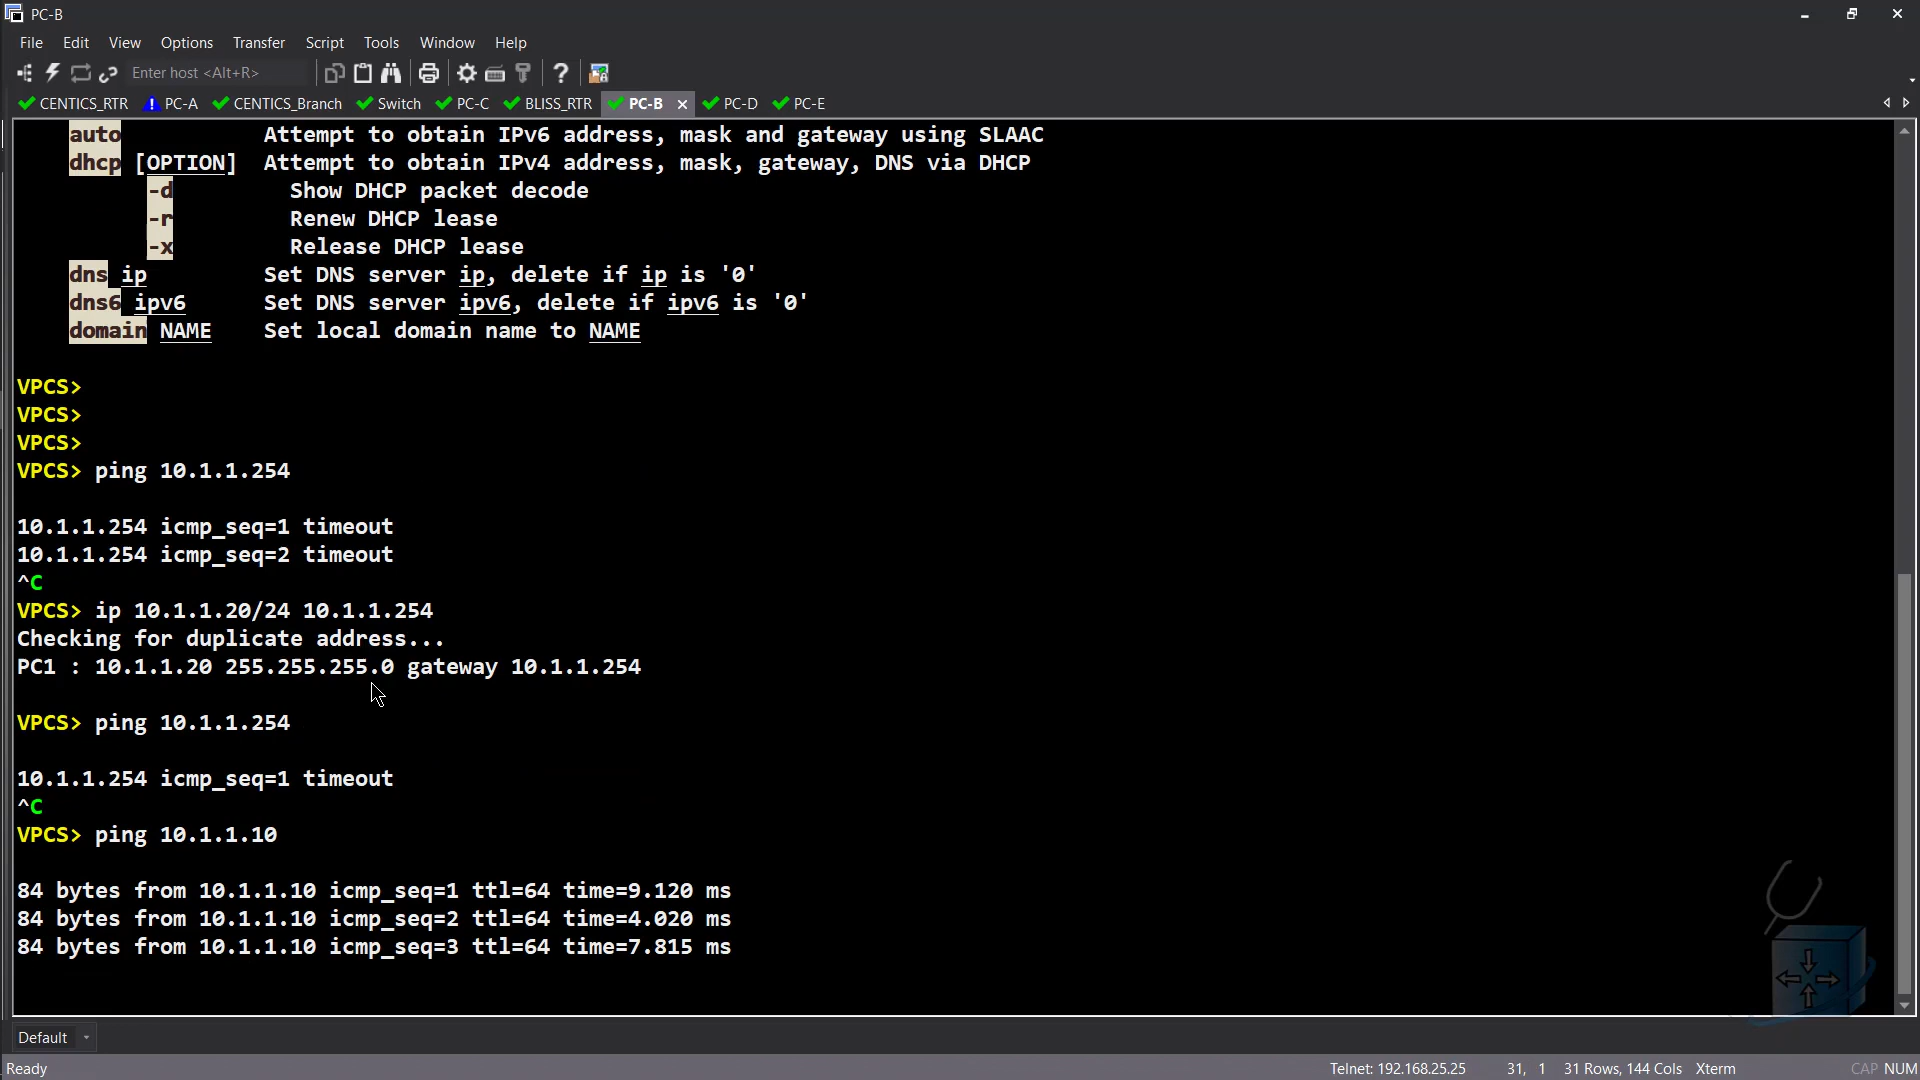 PC-B
File Edit View Options Transfer Script Tools Window Help
Enter host <Alt+R>
CENTICS_RTR PC-A CENTICS_Branch Switch PC-C BLISS_RTR PC-B PC-D PC-E
auto Attempt to obtain IPv6 address, mask and gateway using SLAAC
dhcp [OPTION] Attempt to obtain IPv4 address, mask, gateway, DNS via DHCP
-d Show DHCP packet decode
-r Renew DHCP lease
-x Release DHCP lease
dns ip Set DNS server ip, delete if ip is '0'
dns6 ipv6 Set DNS server ipv6, delete if ipv6 is '0'
domain NAME Set local domain name to NAME
VPCS>
VPCS>
VPCS>
VPCS> ping 10.1.1.254
10.1.1.254 icmp_seq=1 timeout
10.1.1.254 icmp_seq=2 timeout
^C
VPCS> ip 10.1.1.20/24 10.1.1.254
Checking for duplicate address...
PC1 : 10.1.1.20 255.255.255.0 gateway 10.1.1.254
VPCS> ping 10.1.1.254
10.1.1.254 icmp_seq=1 timeout
^C
VPCS> ping 10.1.1.10
84 bytes from 10.1.1.10 icmp_seq=1 ttl=64 time=9.120 ms
84 bytes from 10.1.1.10 icmp_seq=2 ttl=64 time=4.020 ms
84 bytes from 10.1.1.10 icmp_seq=3 ttl=64 time=7.815 ms
Default
Ready Telnet: 192.168.25.25 31, 1 31 Rows, 144 Cols Xterm CAP NUM